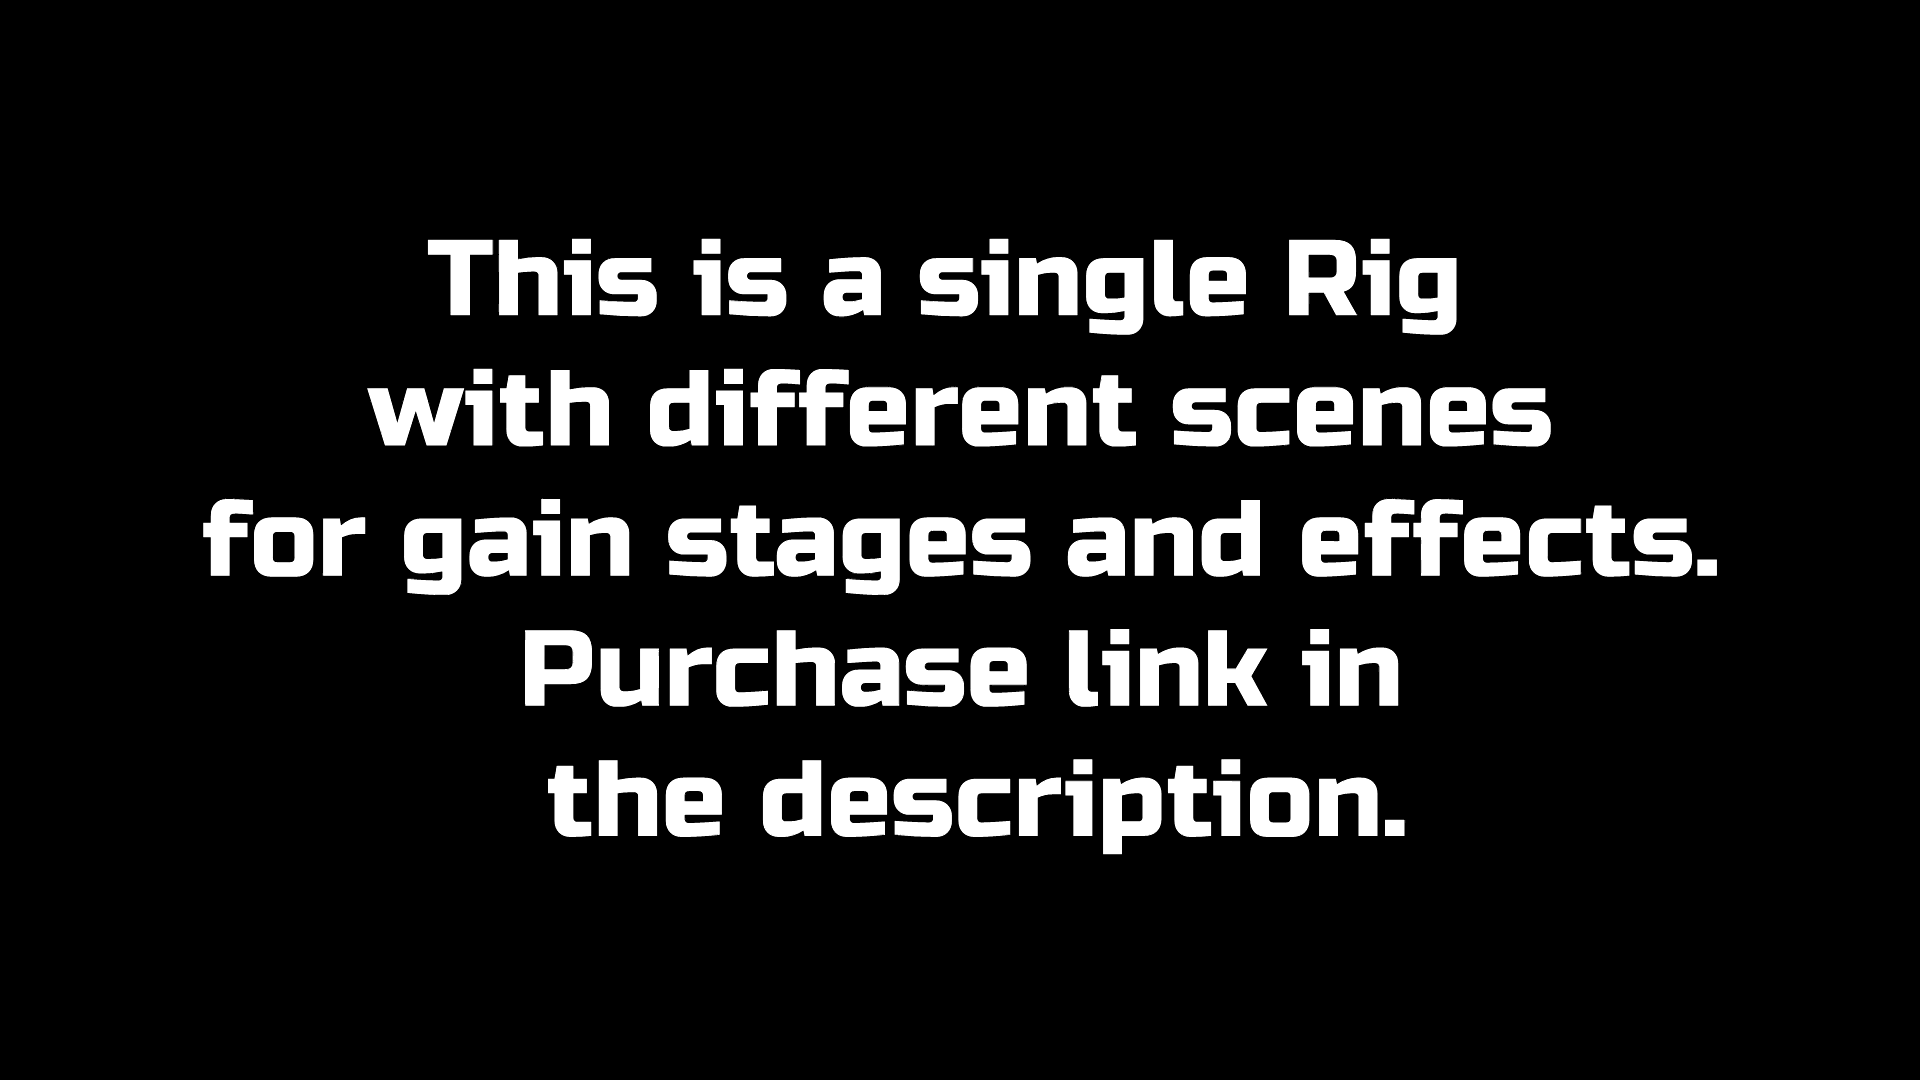 This is a single Rig
with different scenes
for gain stages and effects.
Purchase link in
the description.